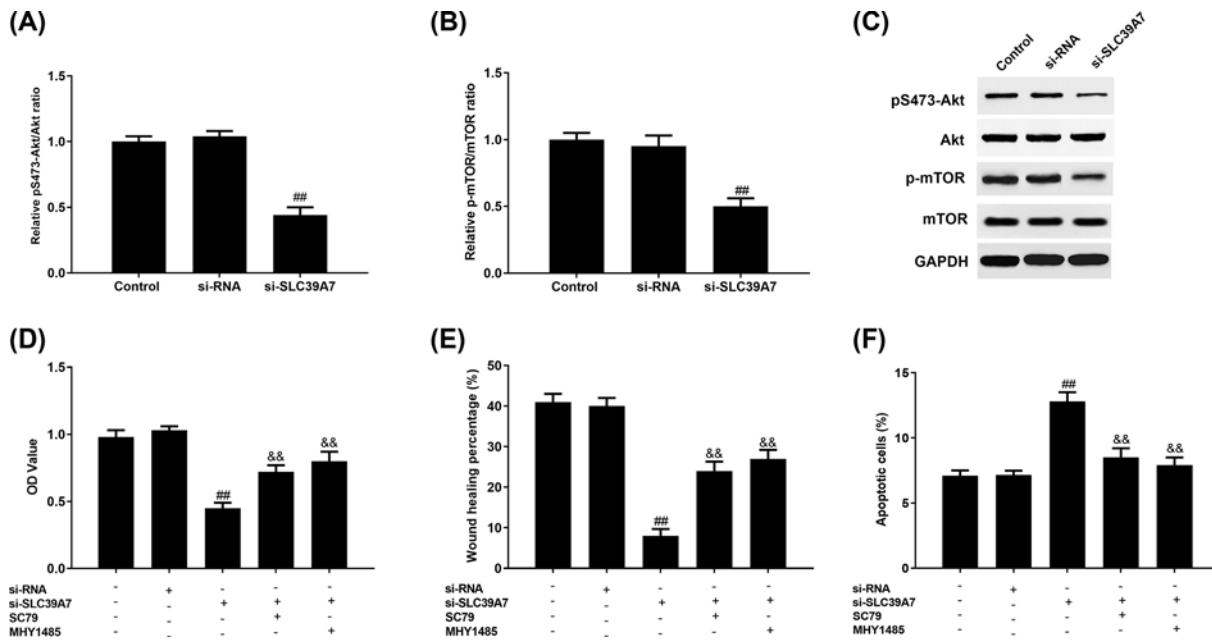 (A)
Relative pS473-Akt/Akt ratio
1.5
1.0
0.5
0.0
##
Control si-RNA si-SLC39A7
(B)
Relative p-mTOR/mTOR ratio
1.5
1.0
0.5
0.0
##
Control si-RNA si-SLC39A7
(C)
Control si-RNA si-SLC39A7
pS473-Akt
Akt
p-mTOR
mTOR
GAPDH
(D)
OD Value
1.5
1.0
0.5
0.0
## && &&
si-RNA - + - - -
si-SLC39A7 - - + + +
SC79 - - - + -
MHY1485 - - - - +
(E)
Wound healing percentage (%)
50
40
30
20
10
0
## && &&
si-RNA - + - - -
si-SLC39A7 - - + + +
SC79 - - - + -
MHY1485 - - - - +
(F)
Apoptotic cells (%)
15
10
5
0
## && &&
si-RNA - + - - -
si-SLC39A7 - - + + +
SC79 - - - + -
MHY1485 - - - - +